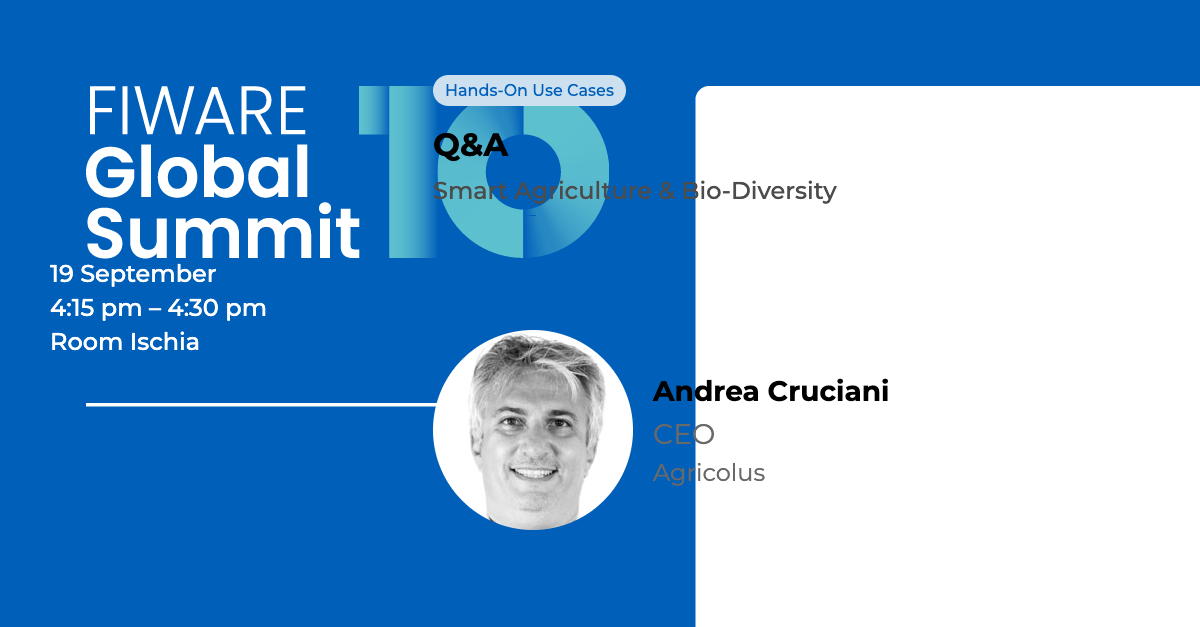 FIWARE
Global
Summit
10
19 September
4:15 pm – 4:30 pm
Room Ischia
Hands-On Use Cases
Q&A
Smart Agriculture & Bio-Diversity
Andrea Cruciani
CEO
Agricolus